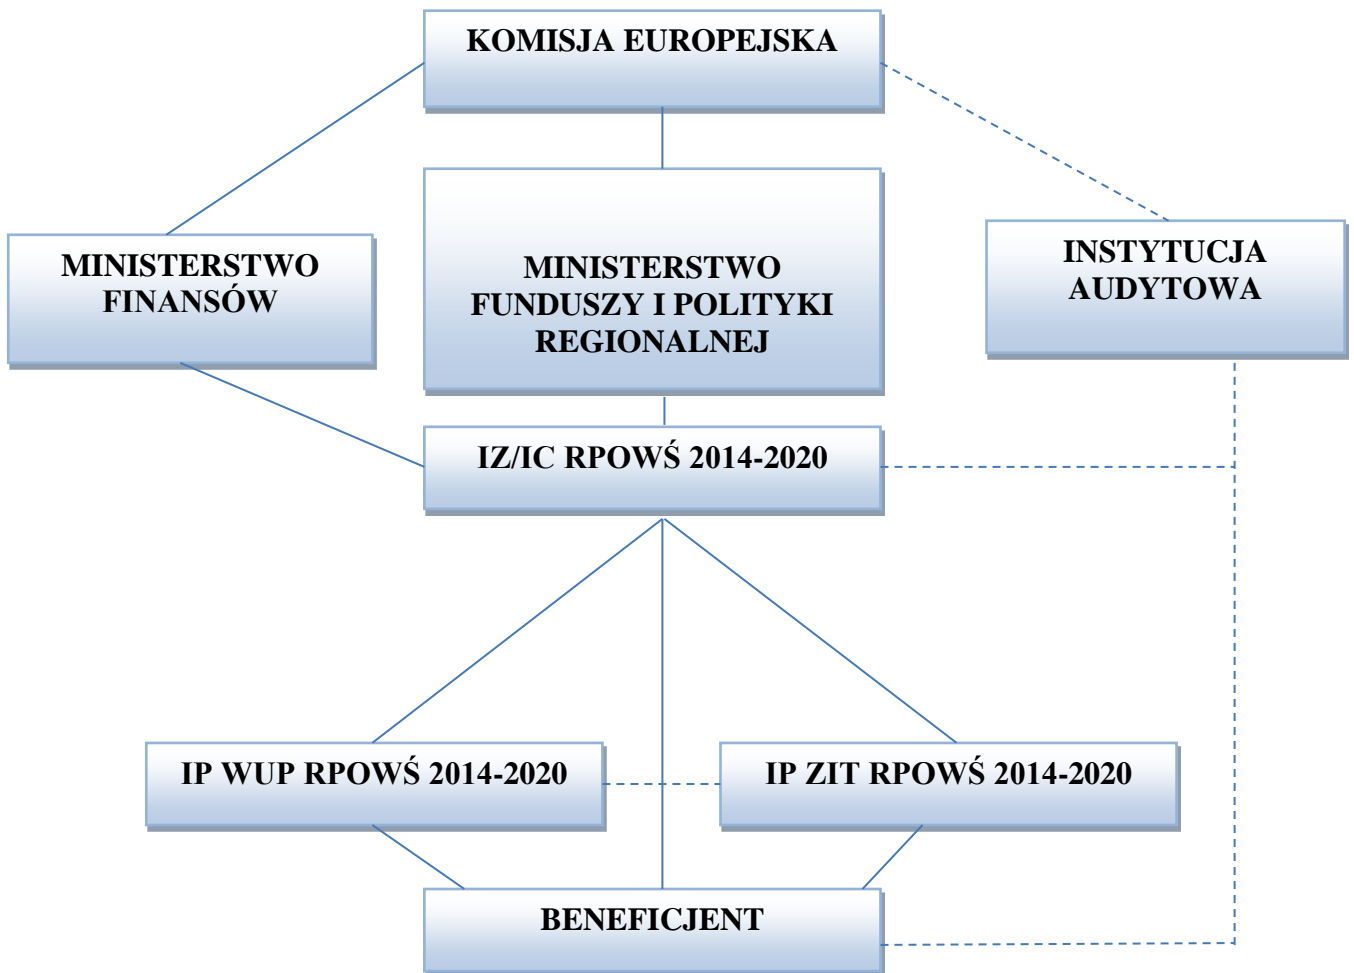 KOMISJA EUROPEJSKA
MINISTERSTWO
FINANSÓW
MINISTERSTWO
FUNDUSZY I POLITYKI
REGIONALNEJ
INSTYTUCJA
AUDYTOWA
IZ/IC RPOWŚ 2014-2020
IP WUP RPOWŚ 2014-2020
IP ZIT RPOWŚ 2014-2020
BENEFICJENT